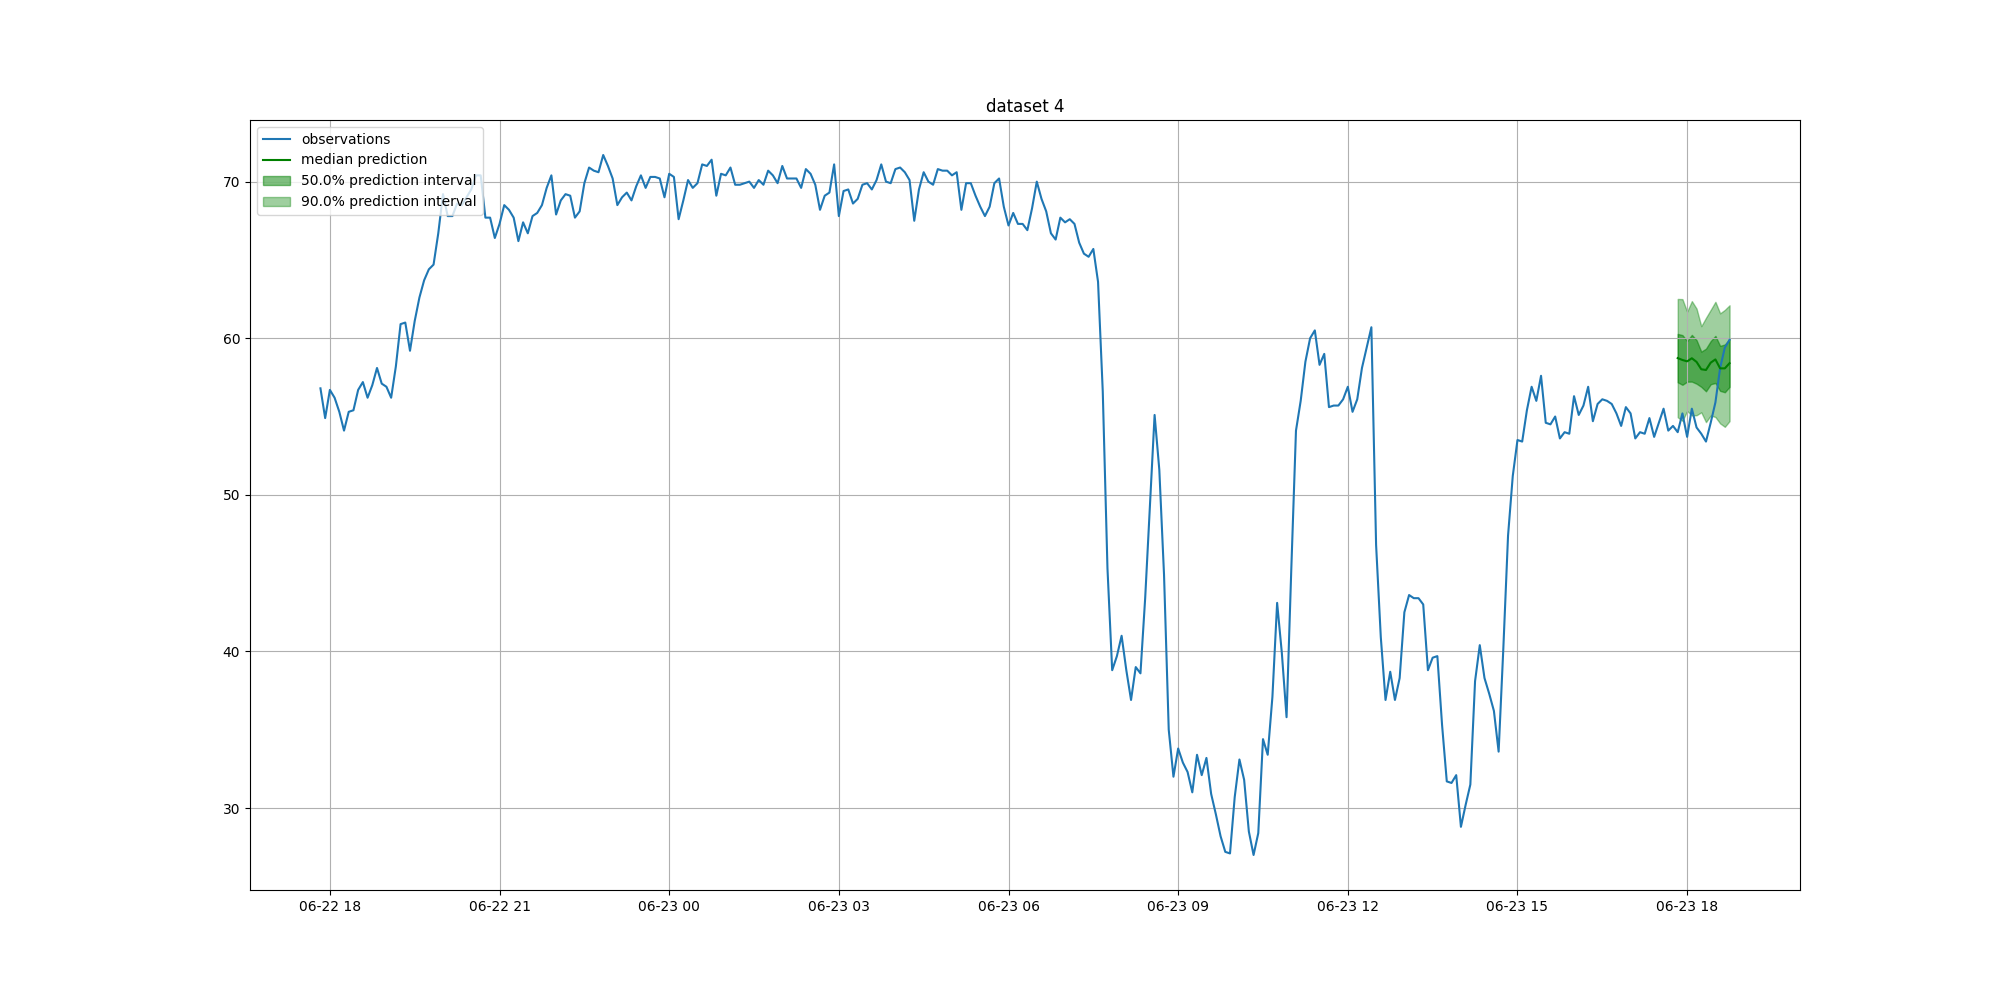 dataset 4
observations
median prediction
50.0% prediction interval
90.0% prediction interval
70
60
50
40
30
06-22 18
06-22 21
06-23 00
06-23 03
06-23 06
06-23 09
06-23 12
06-23 15
06-23 18